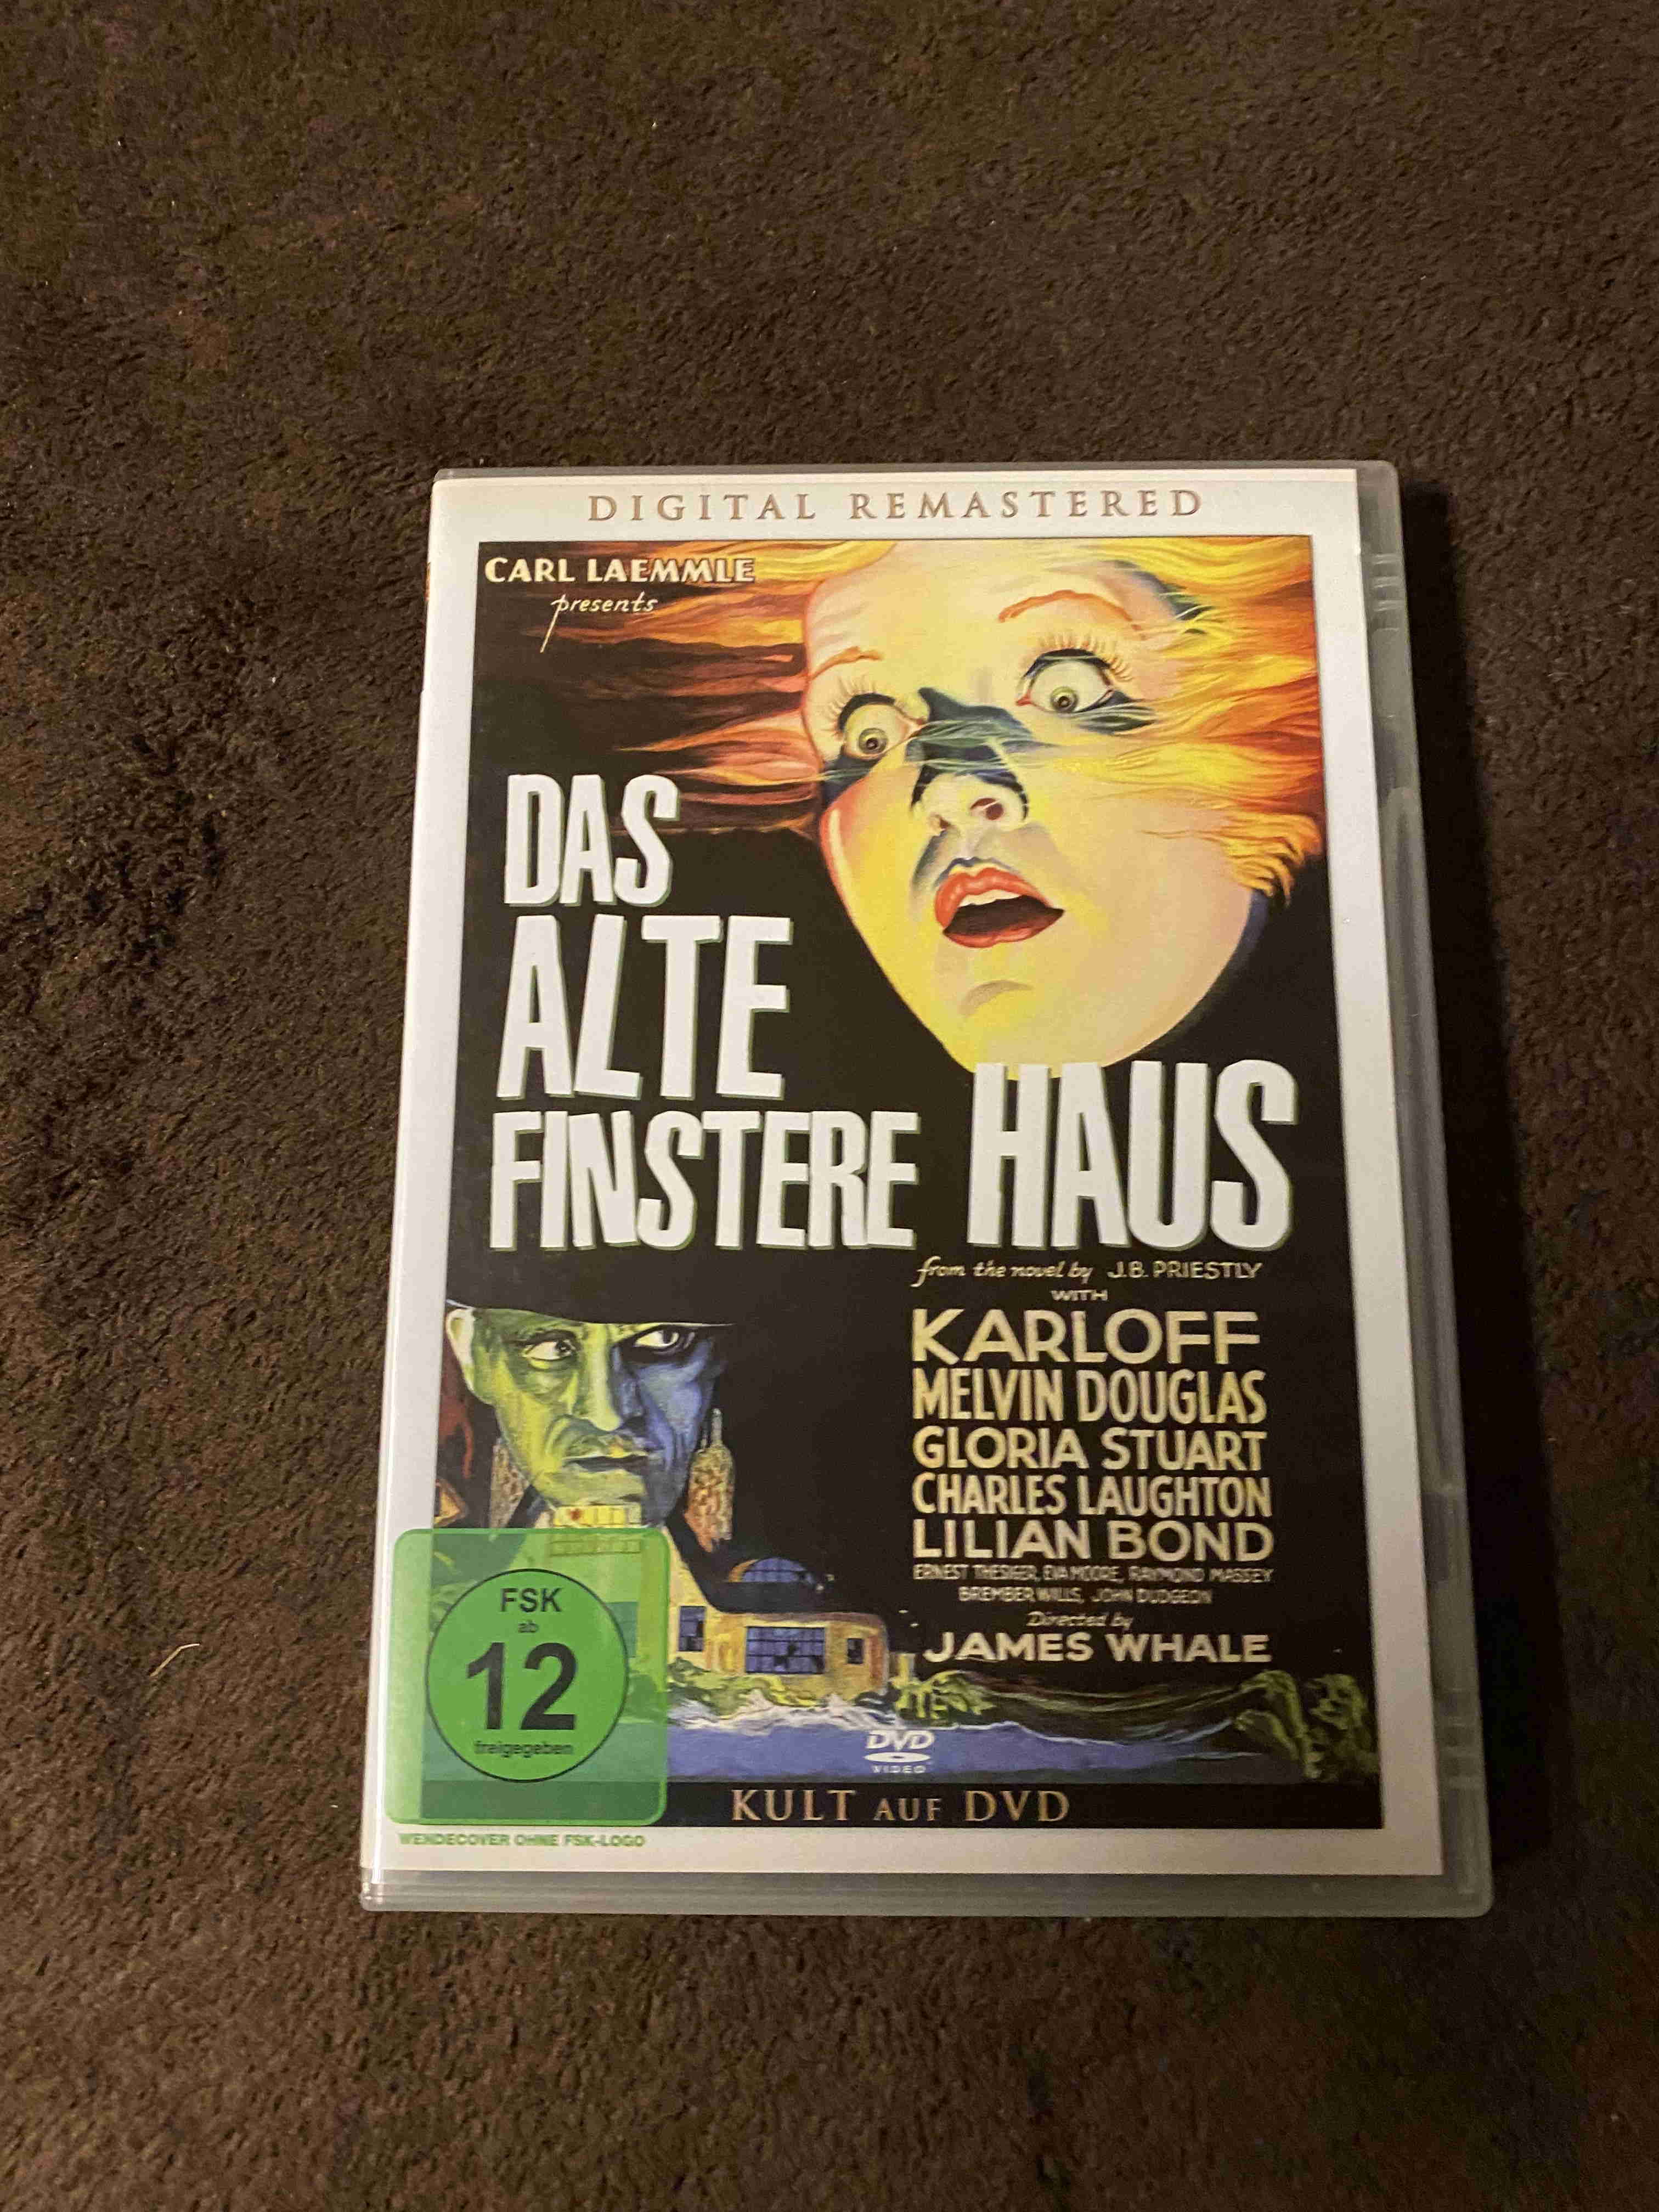 DIGITAL REMASTERED
CARL LAEMMLE
presents
DAS
ALTE
FINSTERE HAUS
from the novel by J.B. PRIESTLY
WITH
KARLOFF
MELVIN DOUGLAS
GLORIA STUART
CHARLES LAUGHTON
LILIAN BOND
ERNEST THESIGER, EVA MOORE, RAYMOND MASSEY
BREMBER WILLS, JOHN DUDGEON
Directed by
JAMES WHALE
FSK
ab
12
freigegeben
DVD
VIDEO
KULT AUF DVD
WENDECOVER OHNE FSK-LOGO